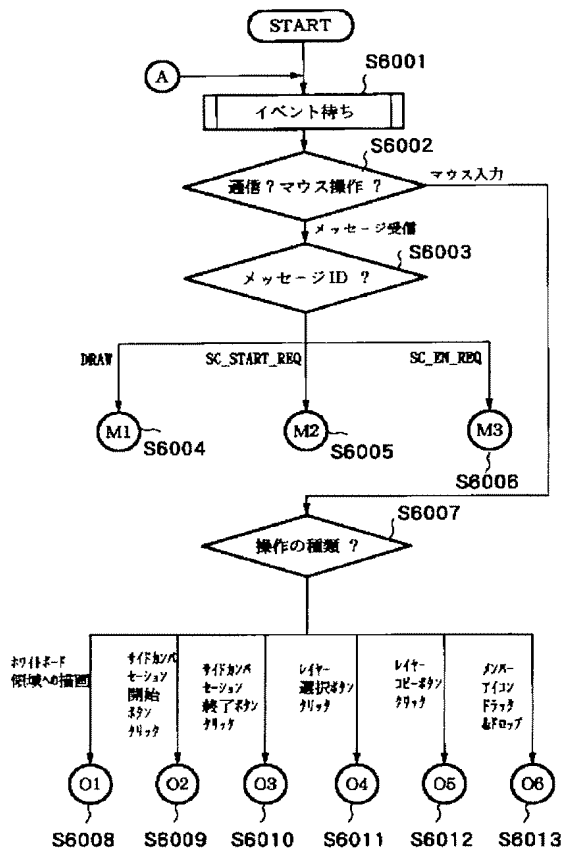 START
A
S6001
イベント待ち
S6002
通信?マウス操作 ?
マウス入力
メッセージ受信
S6003
メッセージID ?
DRAW
SC_START_REQ
SC_EN_REQ
M1
M2
M3
S6004
S6005
S6006
S6007
操作の種類 ?
ホワイトボード
領域への描画
サイドカンバ
セーション
開始
ボタン
クリック
サイドカンバ
セーション
終了ボタン
クリック
レイヤー
選択ボタン
クリック
レイヤー
コピーボタン
クリック
メンバー
アイコン
ドラック
&ドロップ
O1
O2
O3
O4
O5
O6
S6008
S6009
S6010
S6011
S6012
S6013